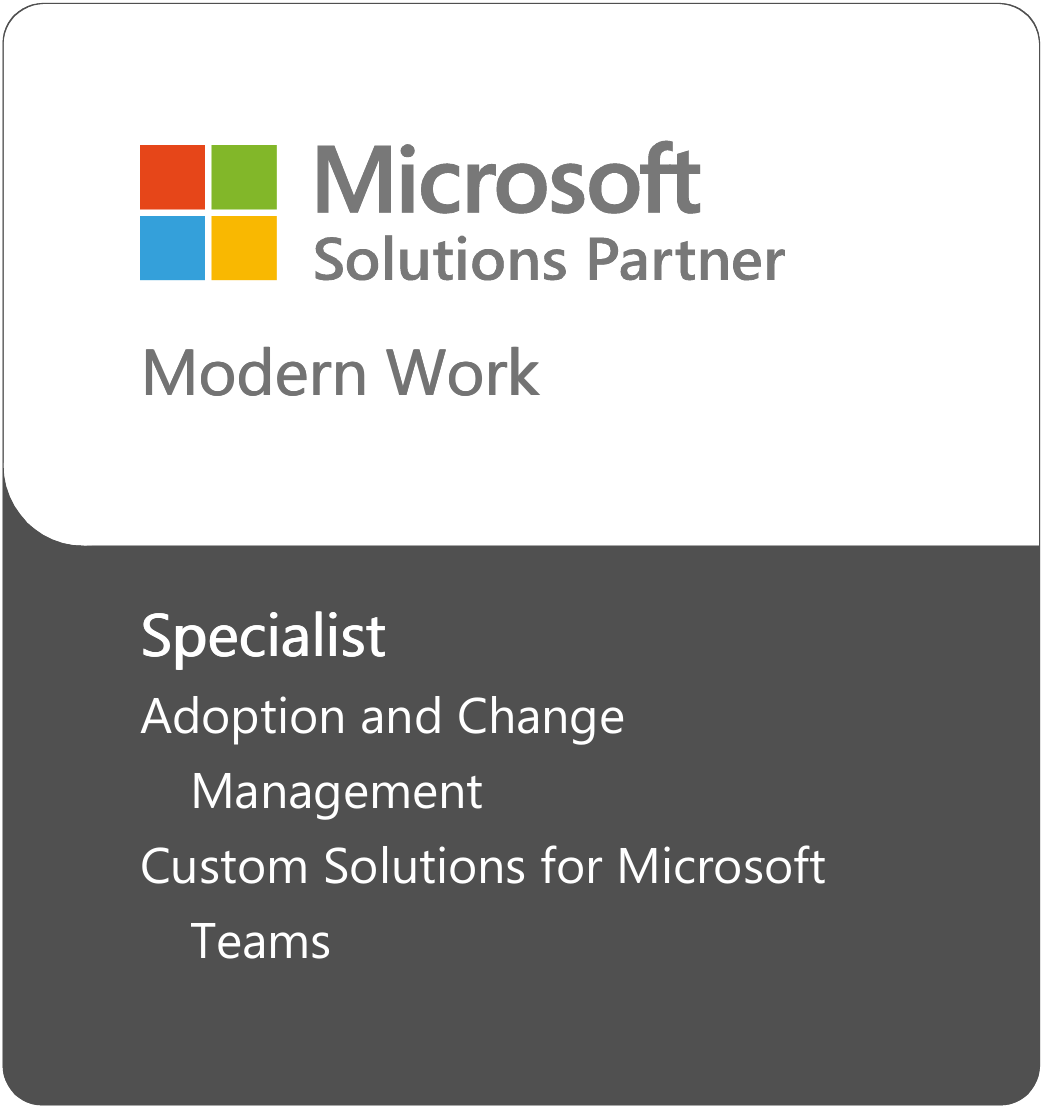 Microsoft
Solutions Partner
Modern Work
Specialist
Adoption and Change
Management
Custom Solutions for Microsoft
Teams